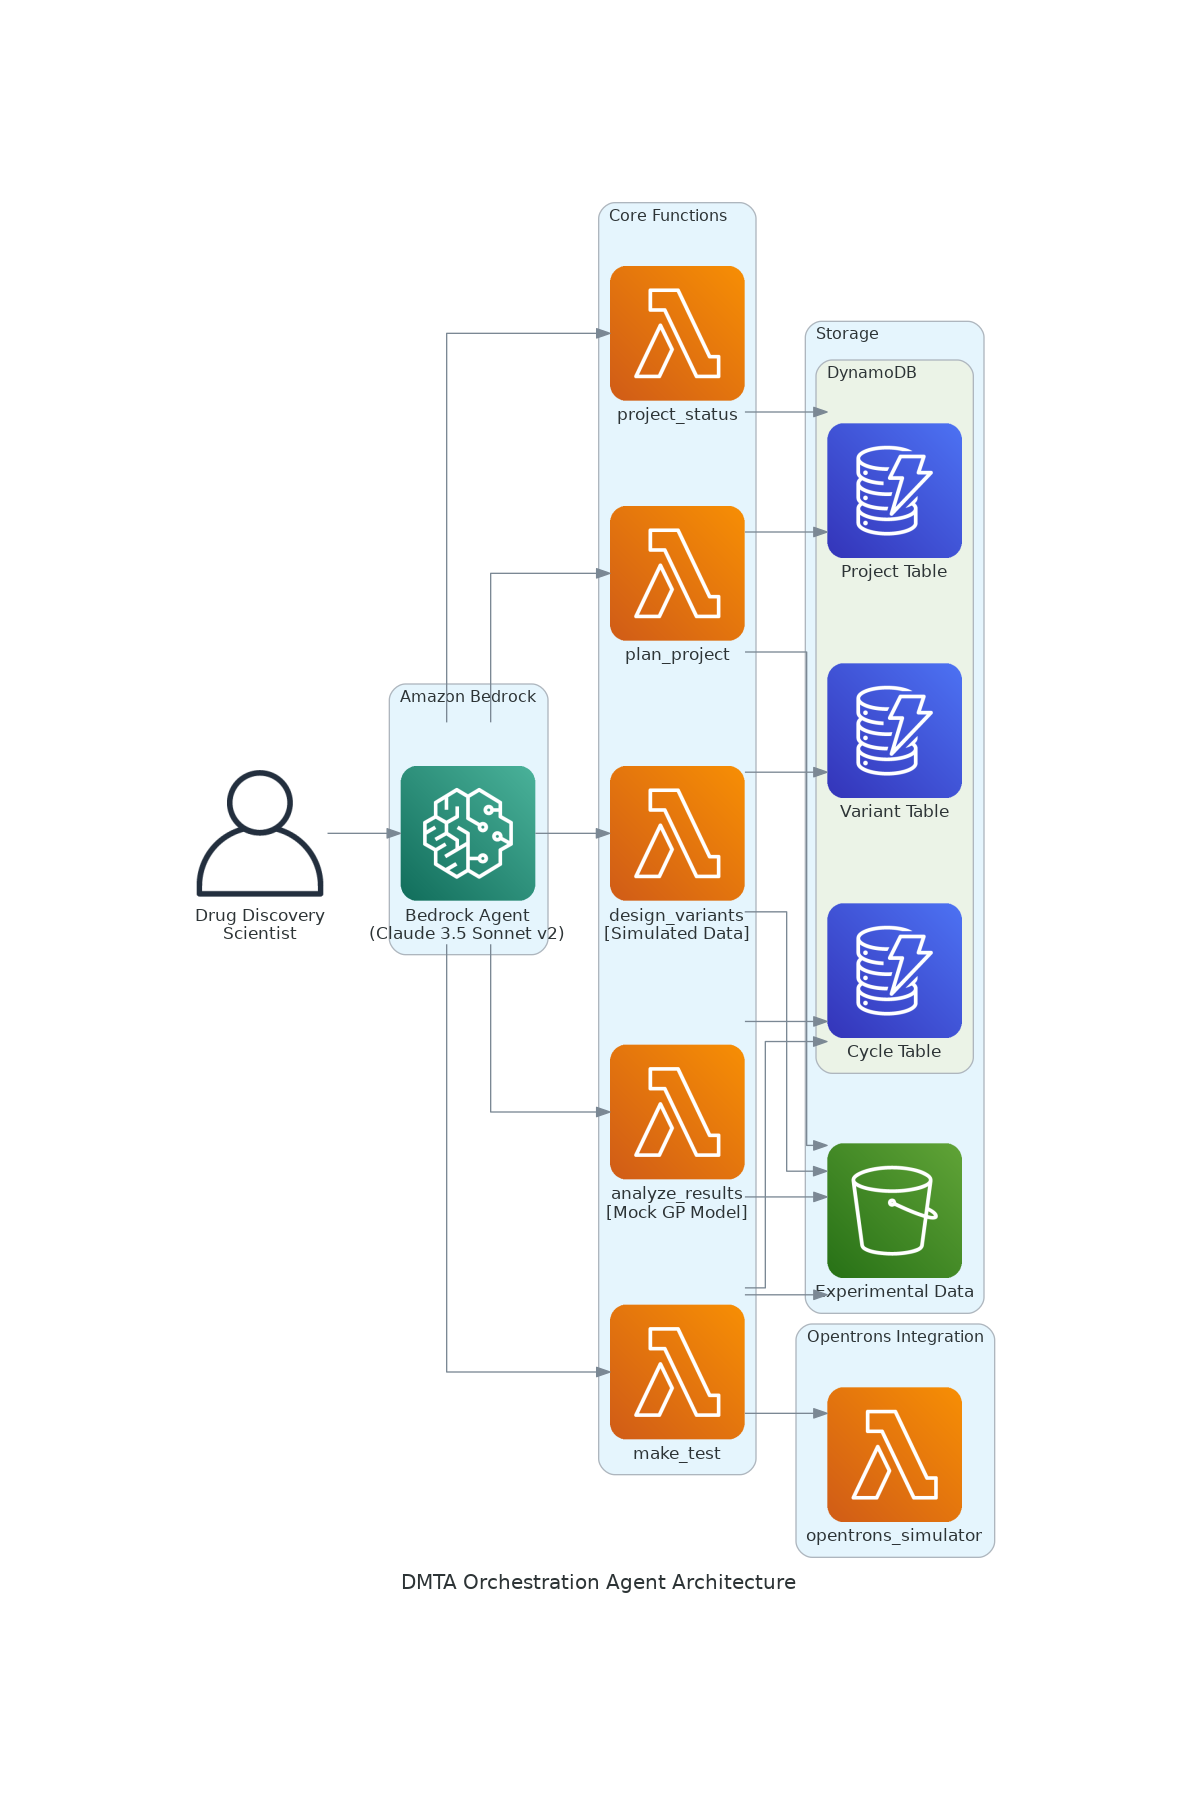 Core Functions
project_status
plan_project
design_variants
[Simulated Data]
analyze_results
[Mock GP Model]
make_test
Storage
DynamoDB
Project Table
Variant Table
Cycle Table
Experimental Data
Opentrons Integration
opentrons_simulator
Amazon Bedrock
Bedrock Agent
(Claude 3.5 Sonnet v2)
Drug Discovery
Scientist
DMTA Orchestration Agent Architecture